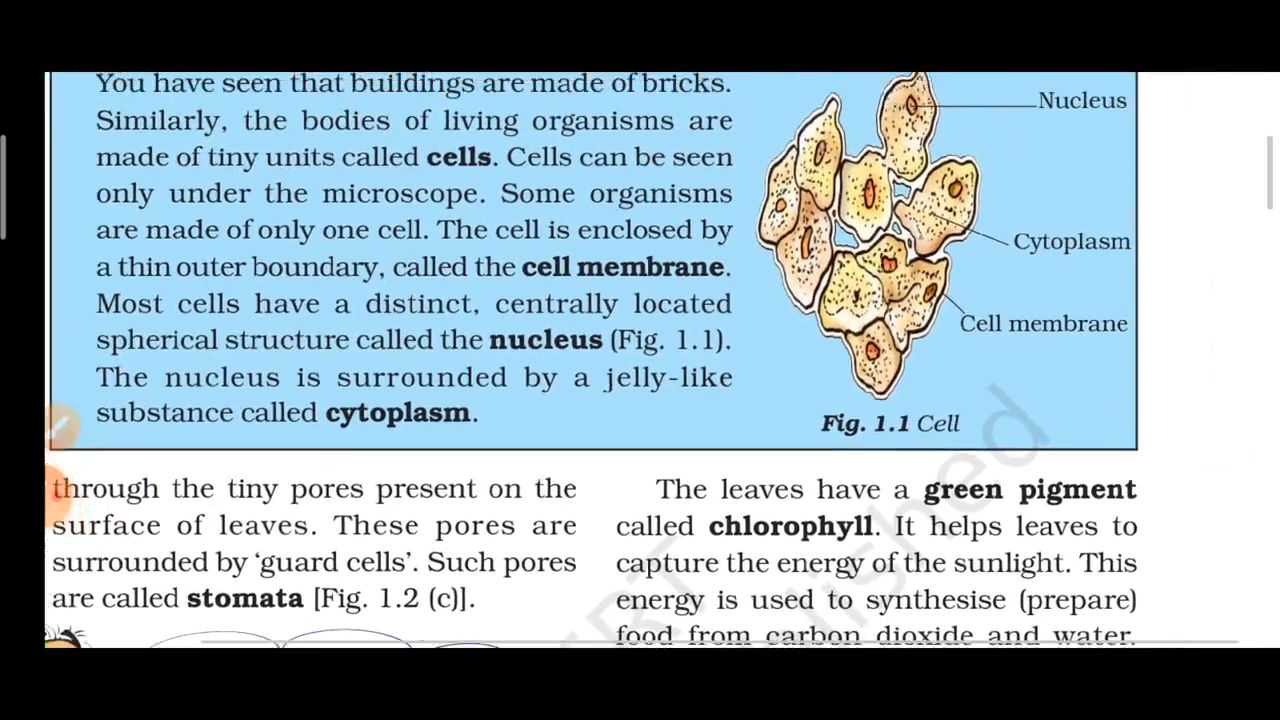 You have seen that buildings are made of bricks.
Similarly, the bodies of living organisms are
made of tiny units called cells. Cells can be seen
only under the microscope. Some organisms
are made of only one cell. The cell is enclosed by
a thin outer boundary, called the cell membrane.
Most cells have a distinct, centrally located
spherical structure called the nucleus (Fig. 1.1).
The nucleus is surrounded by a jelly-like
substance called cytoplasm.
Nucleus
Cytoplasm
Cell membrane
Fig. 1.1 Cell
through the tiny pores present on the
surface of leaves. These pores are
surrounded by ‘guard cells’. Such pores
are called stomata [Fig. 1.2 (c)].
The leaves have a green pigment
called chlorophyll. It helps leaves to
capture the energy of the sunlight. This
energy is used to synthesise (prepare)
food from carbon dioxide and water.